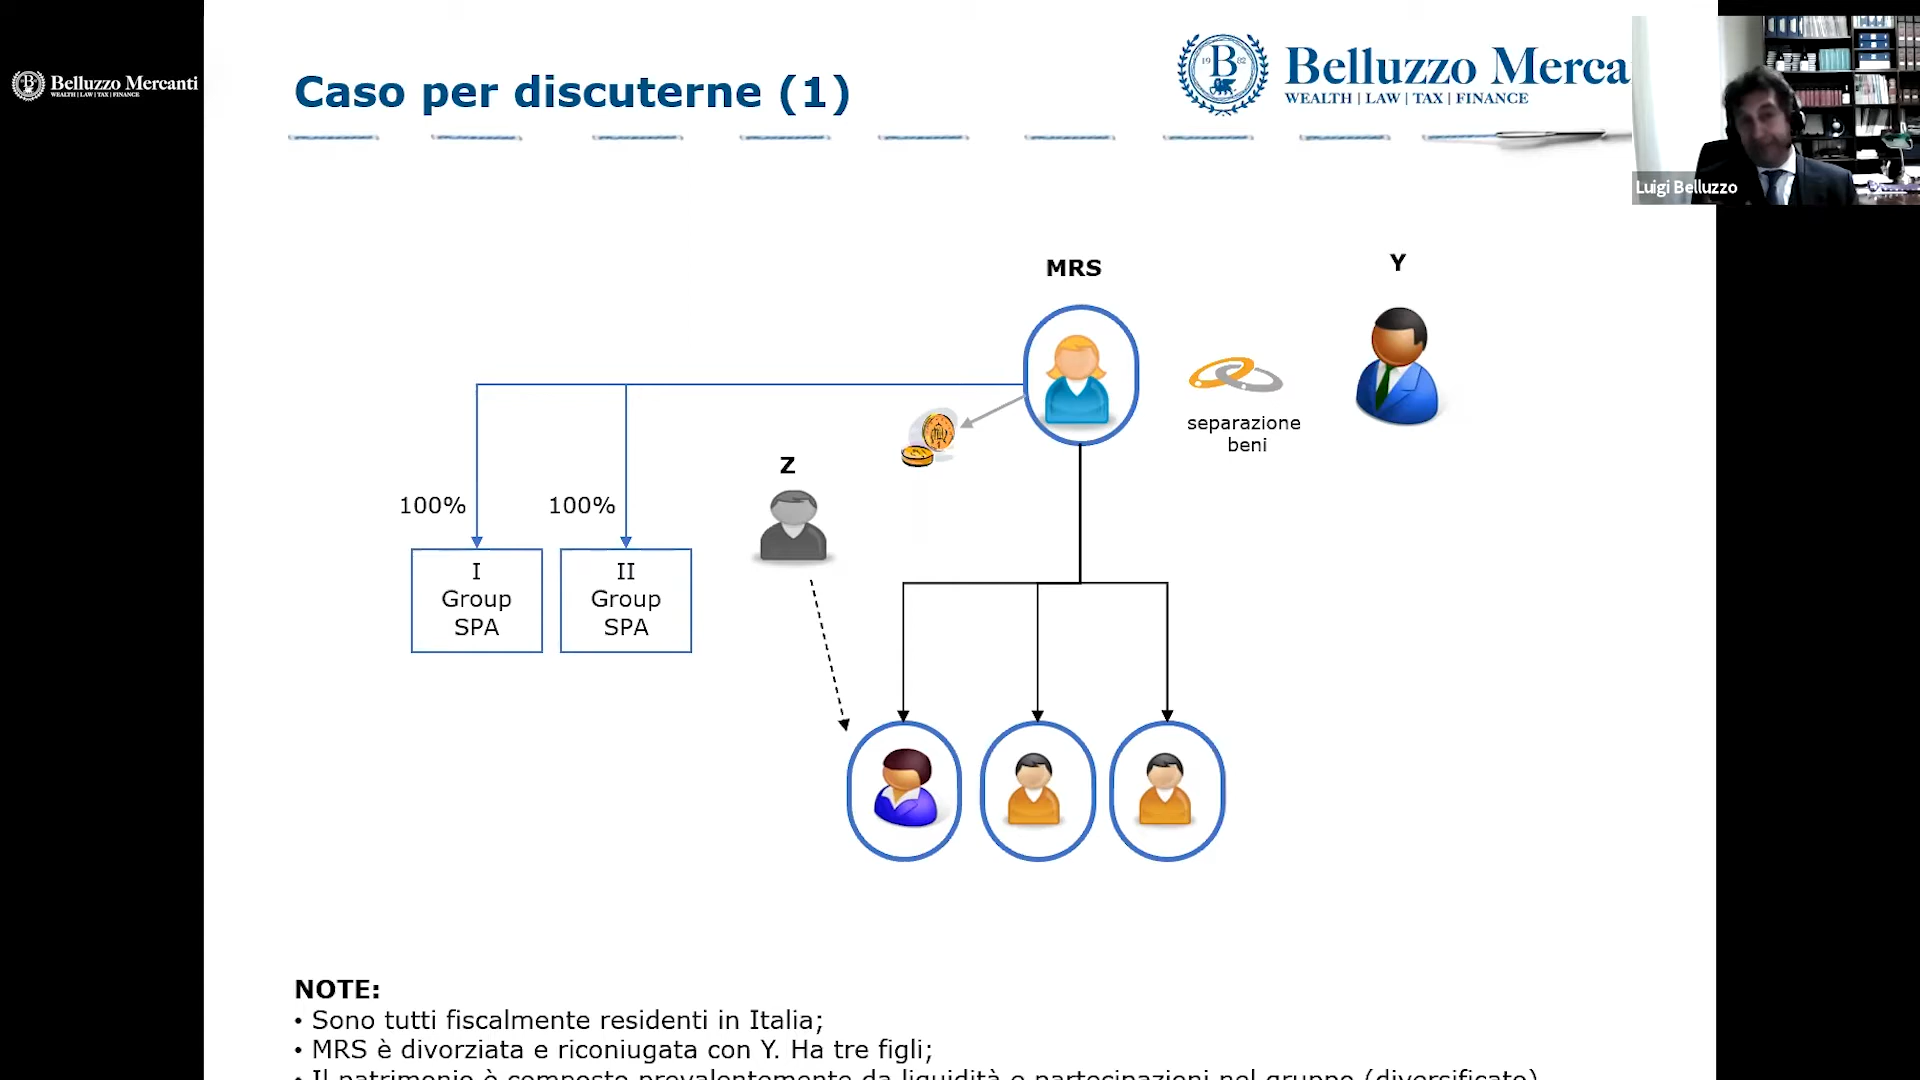 Belluzzo Mercanti
WEALTH | LAW | TAX | FINANCE
Caso per discuterne (1)
Belluzzo Merca
WEALTH | LAW | TAX | FINANCE
19 B 82
Luigi Belluzzo
MRS
Y
separazione
beni
Z
100%
100%
I
Group
SPA
II
Group
SPA
NOTE:
• Sono tutti fiscalmente residenti in Italia;
• MRS è divorziata e riconiugata con Y. Ha tre figli;
• Il patrimonio è composto prevalentemente da liquidità e partecipazioni nel gruppo (diversificato)